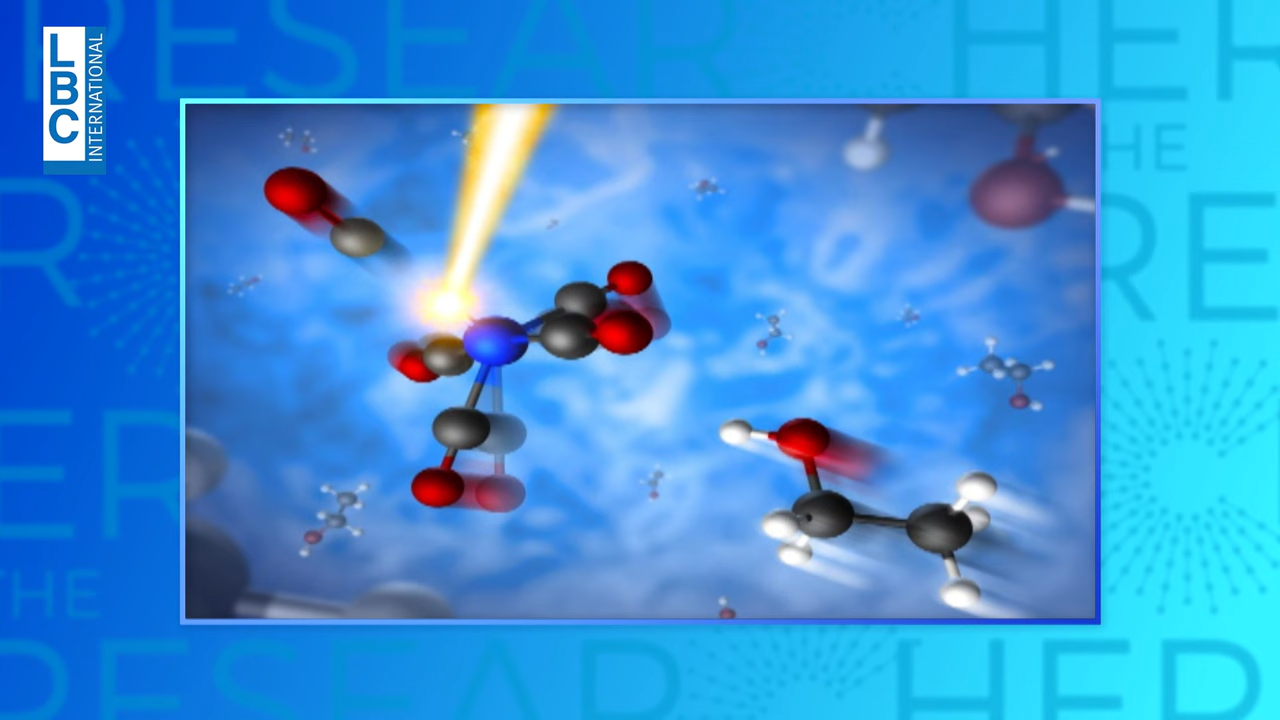 LBC
INTERNATIONAL
RESEAR
HER
THE
RE
R
ER
THE
RESEAR
HER